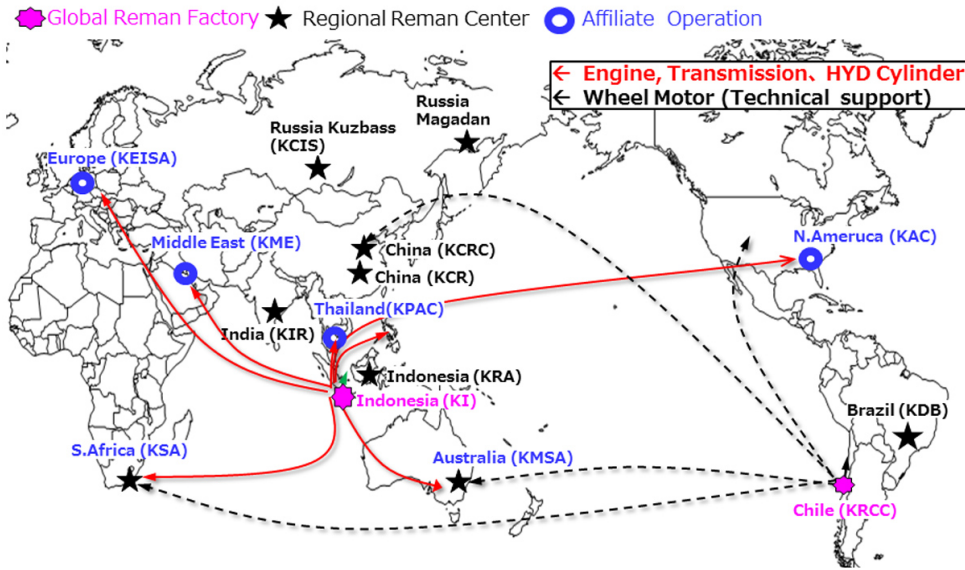 Global Reman Factory ★ Regional Reman Center Affiliate Operation
← Engine, Transmission、HYD Cylinder
← Wheel Motor (Technical support)
Russia
Magadan
Russia Kuzbass
(KCIS)
Europe (KEISA)
Middle East (KME)
China (KCRC)
N.Ameruca (KAC)
China (KCR)
Thailand(KPAC)
India (KIR)
Indonesia (KRA)
Indonesia (KI)
Brazil (KDB)
S.Africa (KSA)
Australia (KMSA)
Chile (KRCC)